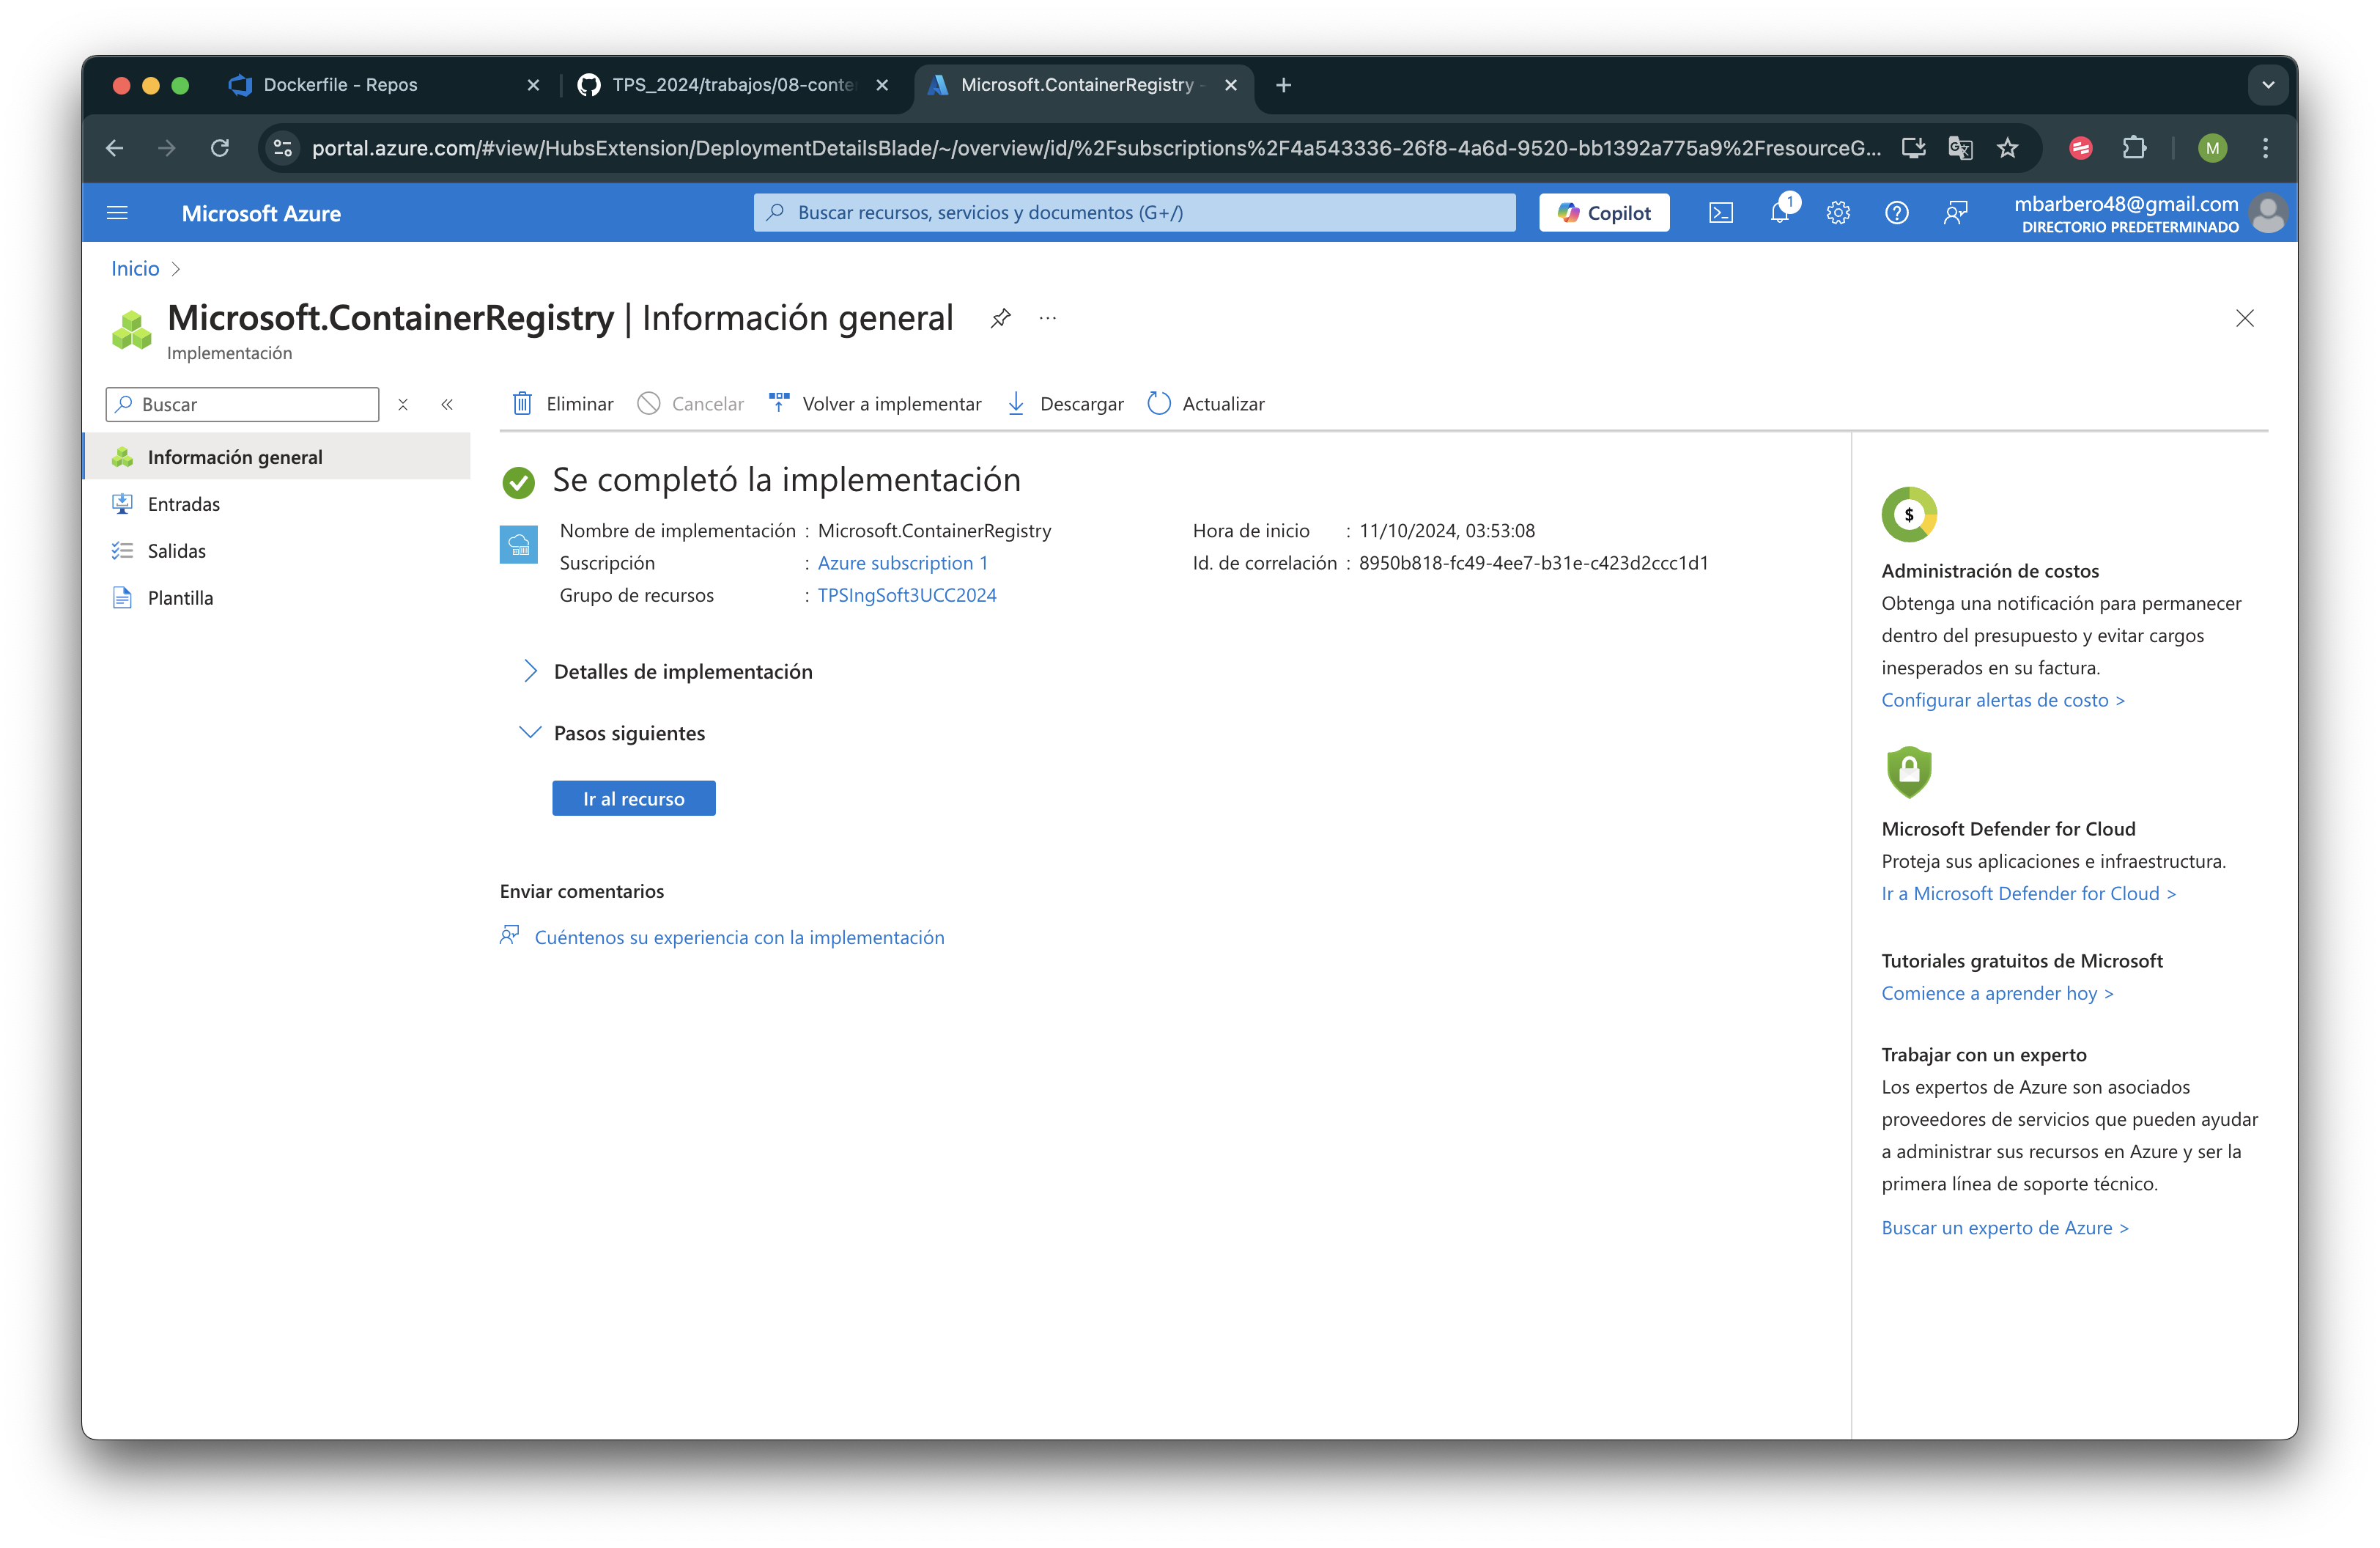 Dockerfile - Repos
TPS_2024/trabajos/08-conte
Microsoft.ContainerRegistry -
portal.azure.com/#view/HubsExtension/DeploymentDetailsBlade/~/overview/id/%2Fsubscriptions%2F4a543336-26f8-4a6d-9520-bb1392a775a9%2FresourceG...
M
Microsoft Azure
Buscar recursos, servicios y documentos (G+/)
Copilot
1
mbarbero48@gmail.com
DIRECTORIO PREDETERMINADO
Inicio
Microsoft.ContainerRegistry | Información general
Implementación
Buscar
Eliminar
Cancelar
Volver a implementar
Descargar
Actualizar
Información general
Entradas
Salidas
Plantilla
Se completó la implementación
Nombre de implementación : Microsoft.ContainerRegistry
Suscripción : Azure subscription 1
Grupo de recursos : TPSIngSoft3UCC2024
Hora de inicio : 11/10/2024, 03:53:08
Id. de correlación : 8950b818-fc49-4ee7-b31e-c423d2ccc1d1
Detalles de implementación
Pasos siguientes
Ir al recurso
Enviar comentarios
Cuéntenos su experiencia con la implementación
$
Administración de costos
Obtenga una notificación para permanecer
dentro del presupuesto y evitar cargos
inesperados en su factura.
Configurar alertas de costo >
Microsoft Defender for Cloud
Proteja sus aplicaciones e infraestructura.
Ir a Microsoft Defender for Cloud >
Tutoriales gratuitos de Microsoft
Comience a aprender hoy >
Trabajar con un experto
Los expertos de Azure son asociados
proveedores de servicios que pueden ayudar
a administrar sus recursos en Azure y ser la
primera línea de soporte técnico.
Buscar un experto de Azure >